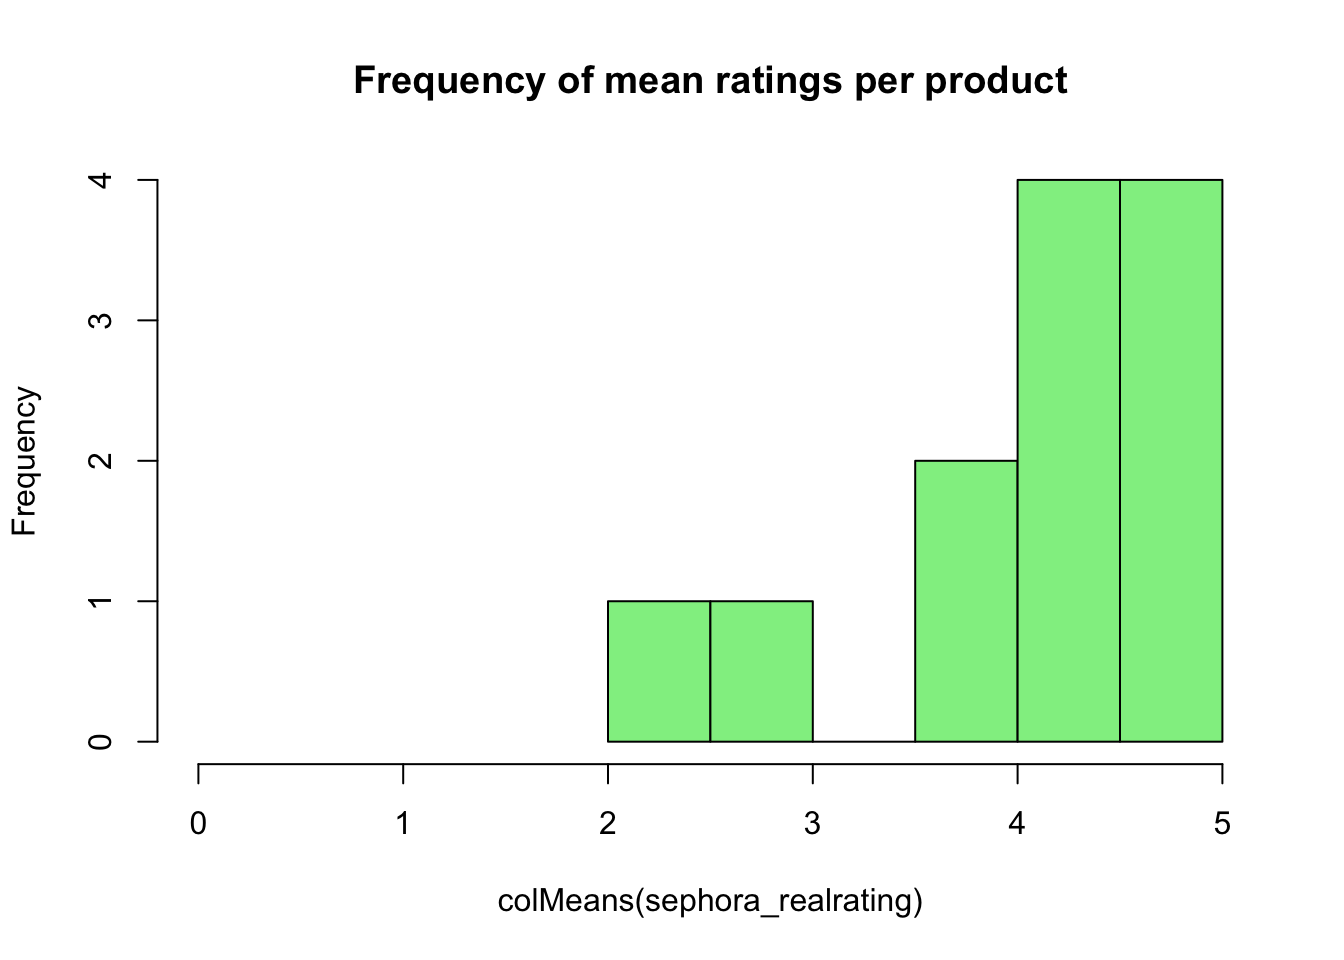 Frequency of mean ratings per product
Frequency
4
3
2
1
0
0 1 2 3 4 5
colMeans(sephora_realrating)